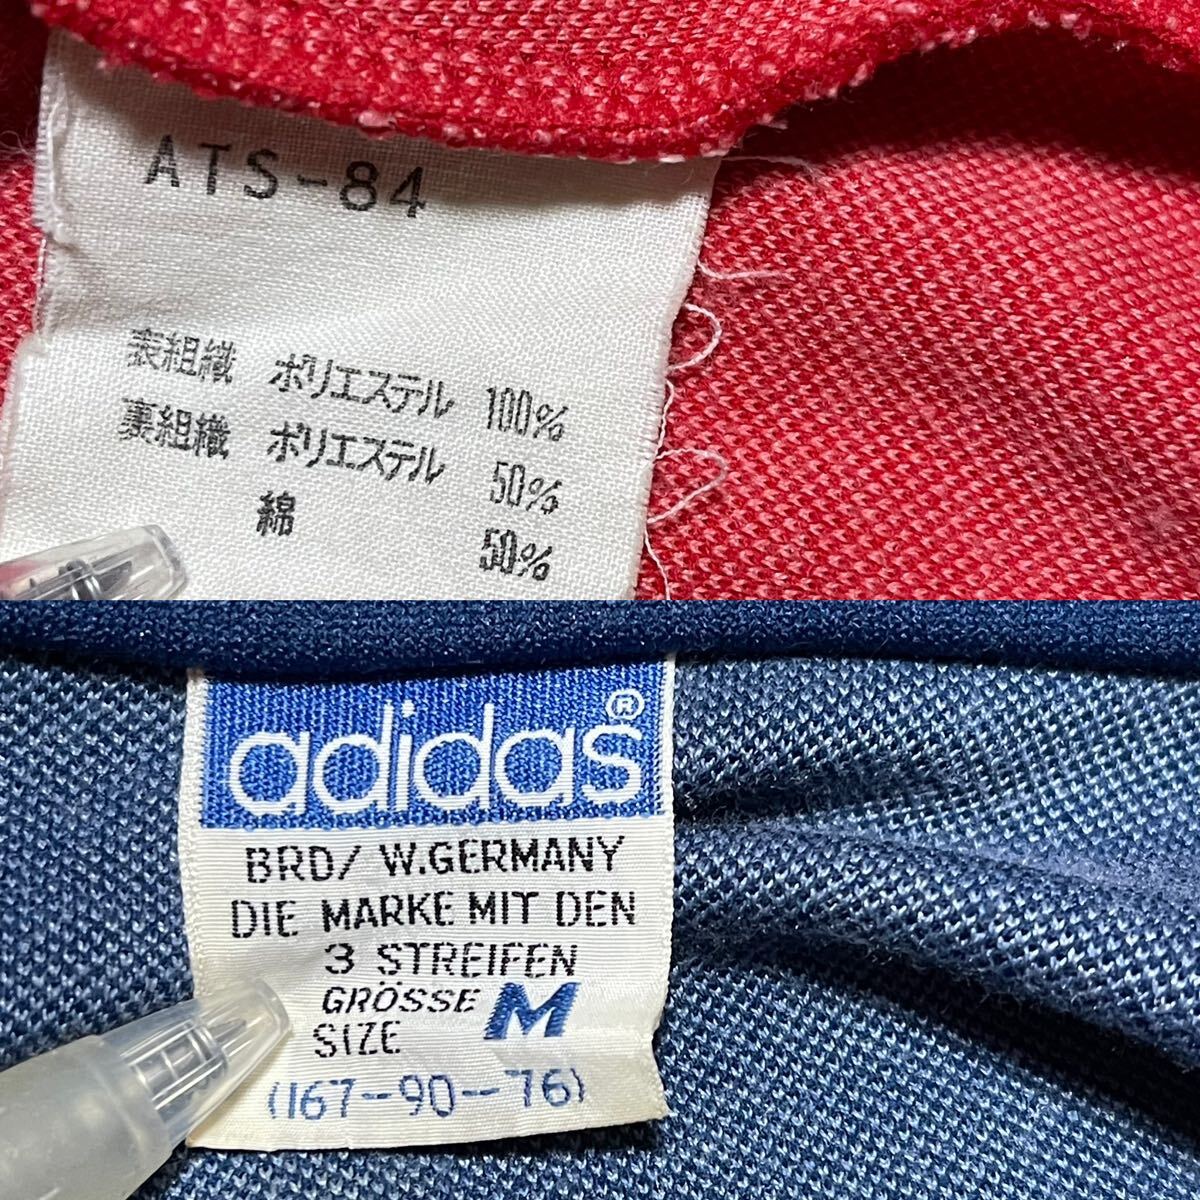 ATS-84
表組織 ポリエステル 100%
裏組織 ポリエステル 50%
綿 50%
adidas®
BRD/ W.GERMANY
DIE MARKE MIT DEN
3 STREIFEN
GRÖSSE M
SIZE
(167-90-76)